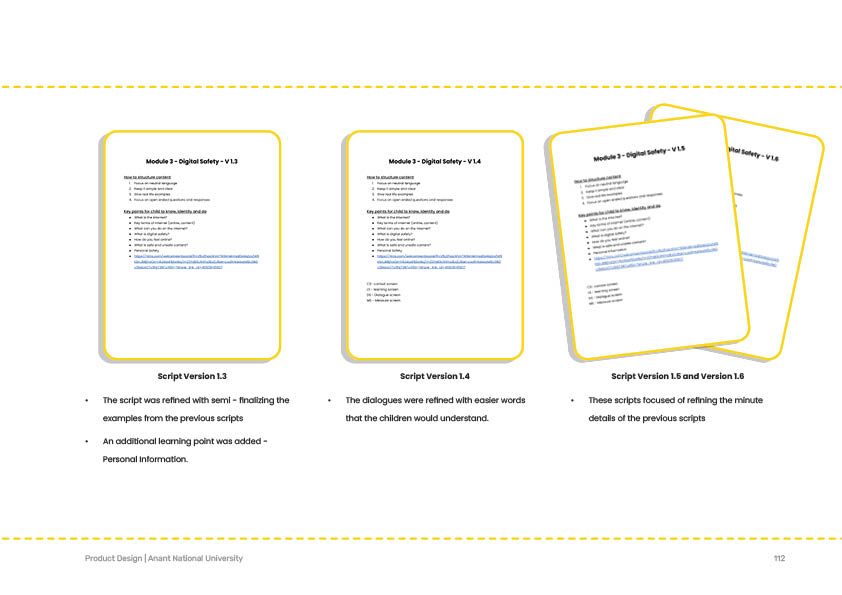 Module 3 - Digital Safety - V 1.3
How to structure content
1. Focus on neutral language
2. Keep it simple and clear
3. Give real life examples
4. Focus on open ended questions and responses
Key points for child to know, identify and do
What is the internet?
Key terms of internet (online, content)
What can you do on the internet?
What is digital safety?
How do you feel online?
What is safe and unsafe content?
Personal Safety
Module 3 - Digital Safety - V 1.4
How to structure content
1. Focus on neutral language
2. Keep it simple and clear
3. Give real life examples
4. Focus on open ended questions and responses
Key points for child to know, identify and do
What is the internet?
Key terms of internet (online, content)
What can you do on the internet?
What is digital safety?
How do you feel online?
What is safe and unsafe content?
Personal Safety
LS - learning screen
DS - Dialogue screen
Module 3 - Digital Safety - V 1.5
How to structure content
1. Focus on neutral language
2. Keep it simple and clear
3. Give real life examples
4. Focus on open ended questions and responses
Key points for child to know, identify and do
What is the internet?
Key terms of internet (online, content)
What can you do on the internet?
What is digital safety?
How do you feel online?
What is safe and unsafe content?
Personal Information
LS - learning screen
DS - Dialogue screen
ital Safety - V 1.6
Script Version 1.3
Script Version 1.4
Script Version 1.5 and Version 1.6
• The script was refined with semi - finalizing the
examples from the previous scripts
• An additional learning point was added -
Personal Information.
• The dialogues were refined with easier words
that the children would understand.
• These scripts focused of refining the minute
details of the previous scripts
Product Design | Anant National University
112